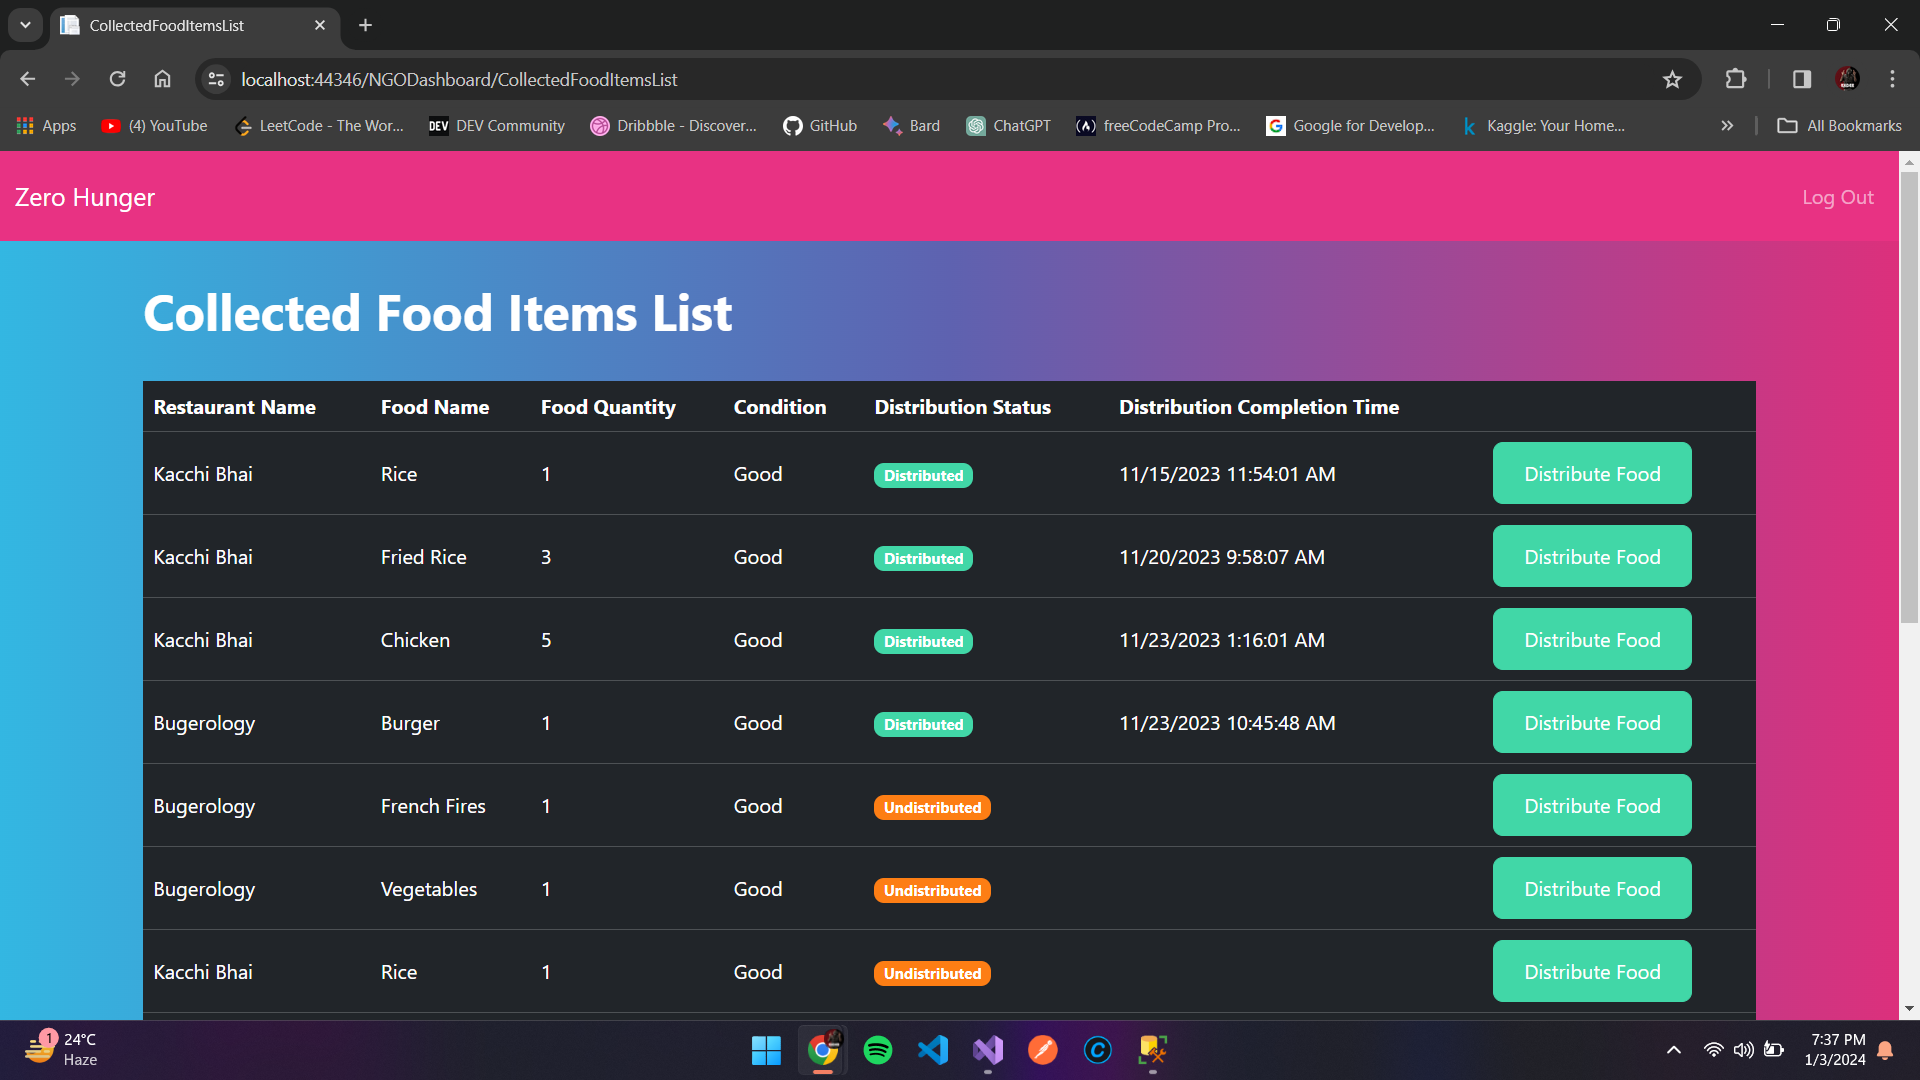 CollectedFoodItemsList
localhost:44346/NGODashboard/CollectedFoodItemsList
Apps (4) YouTube LeetCode - The Wor... DEV DEV Community Dribbble - Discover... GitHub Bard ChatGPT freeCodeCamp Pro... Google for Develop... Kaggle: Your Home... All Bookmarks
Zero Hunger Log Out
Collected Food Items List
Restaurant Name Food Name Food Quantity Condition Distribution Status Distribution Completion Time
Kacchi Bhai Rice 1 Good Distributed 11/15/2023 11:54:01 AM Distribute Food
Kacchi Bhai Fried Rice 3 Good Distributed 11/20/2023 9:58:07 AM Distribute Food
Kacchi Bhai Chicken 5 Good Distributed 11/23/2023 1:16:01 AM Distribute Food
Bugerology Burger 1 Good Distributed 11/23/2023 10:45:48 AM Distribute Food
Bugerology French Fires 1 Good Undistributed Distribute Food
Bugerology Vegetables 1 Good Undistributed Distribute Food
Kacchi Bhai Rice 1 Good Undistributed Distribute Food
1 24°C 7:37 PM
Haze 1/3/2024